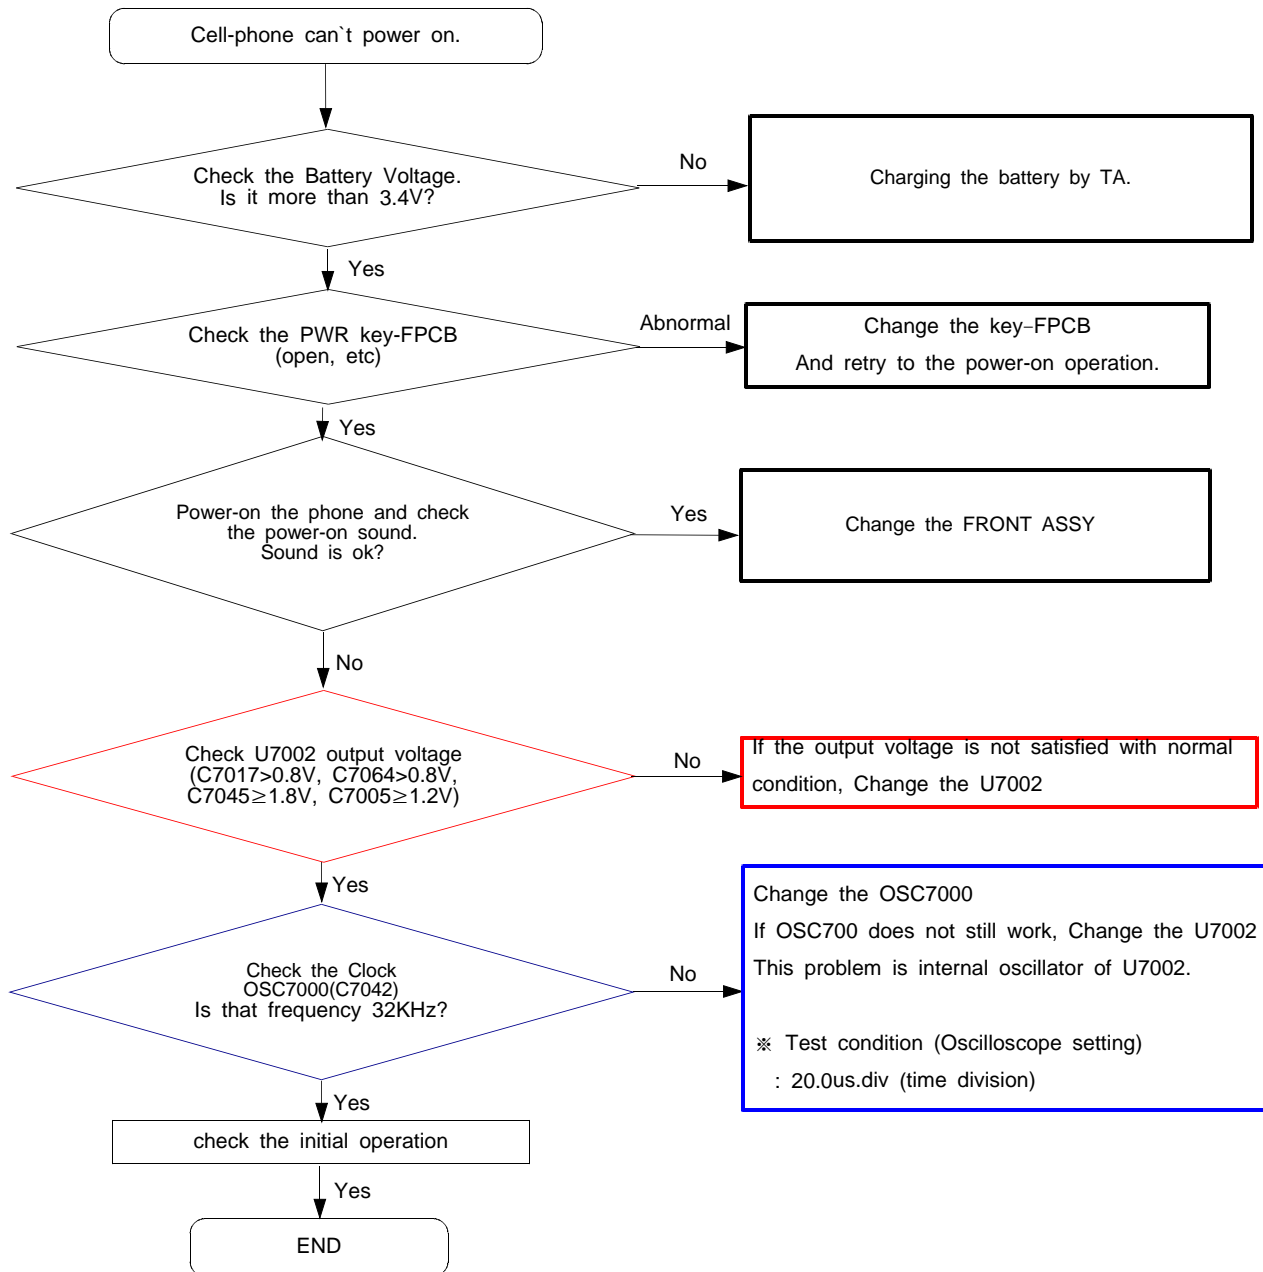 Cell-phone can`t power on.
Check the Battery Voltage.
Is it more than 3.4V?
No
Charging the battery by TA.
Yes
Check the PWR key-FPCB
(open, etc)
Abnormal
Change the key-FPCB
And retry to the power-on operation.
Yes
Power-on the phone and check
the power-on sound.
Sound is ok?
Yes
Change the FRONT ASSY
No
Check U7002 output voltage
(C7017>0.8V, C7064>0.8V,
C7045≥1.8V, C7005≥1.2V)
No
If the output voltage is not satisfied with normal
condition, Change the U7002
Yes
Check the Clock
OSC7000(C7042)
Is that frequency 32KHz?
No
Change the OSC7000
If OSC700 does not still work, Change the U7002
This problem is internal oscillator of U7002.
※ Test condition (Oscilloscope setting)
: 20.0us.div (time division)
Yes
check the initial operation
Yes
END